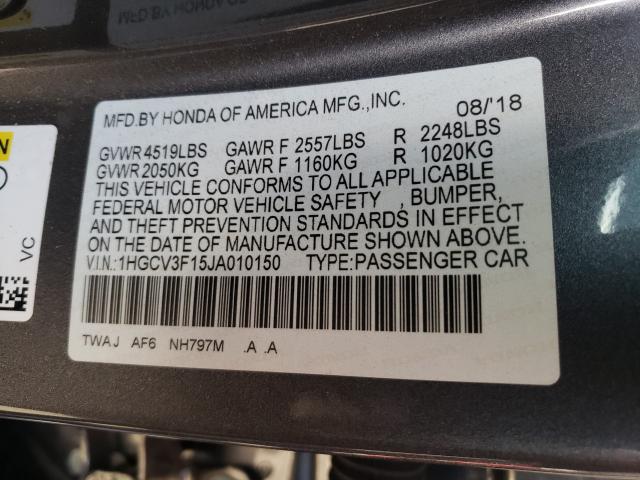 MFD.BY HONDA OF AMERICA MFG.,INC. 08/'18
GVWR 4519LBS GAWR F 2557LBS R 2248LBS
GVWR 2050KG GAWR F 1160KG R 1020KG
THIS VEHICLE CONFORMS TO ALL APPLICABLE
FEDERAL MOTOR VEHICLE SAFETY , BUMPER,
AND THEFT PREVENTION STANDARDS IN EFFECT
ON THE DATE OF MANUFACTURE SHOWN ABOVE.
V.I.N.:1HGCV3F15JA010150 TYPE:PASSENGER CAR
TWAJ AF6 NH797M .A .A
VC